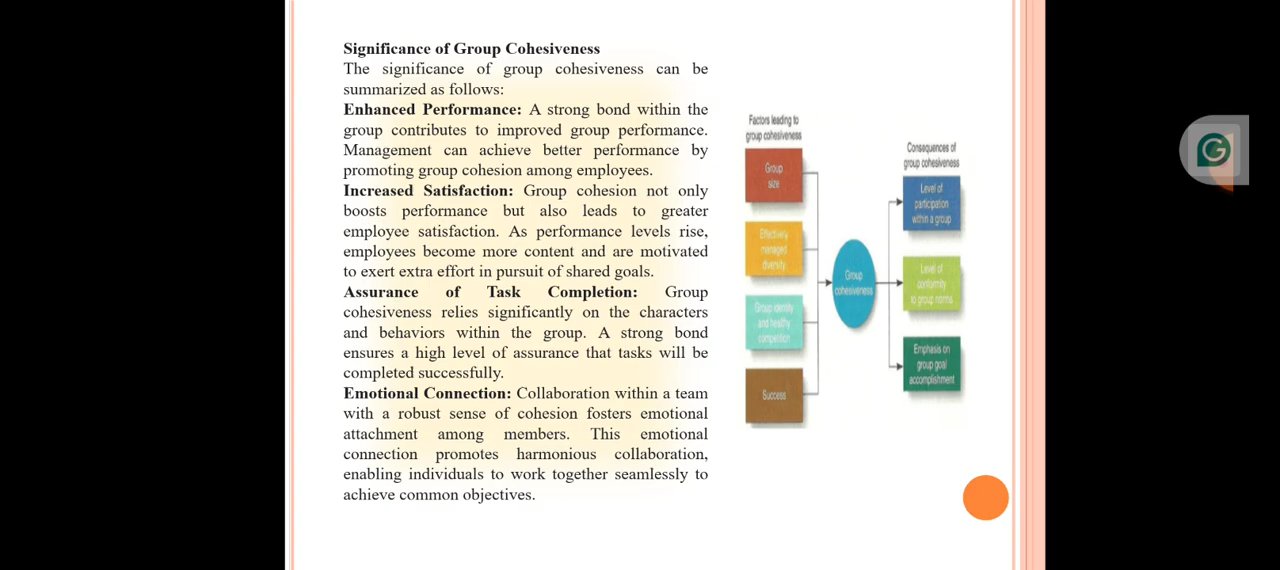 Significance of Group Cohesiveness
The significance of group cohesiveness can be
summarized as follows:
Enhanced Performance: A strong bond within the
group contributes to improved group performance.
Management can achieve better performance by
promoting group cohesion among employees.
Increased Satisfaction: Group cohesion not only
boosts performance but also leads to greater
employee satisfaction. As performance levels rise,
employees become more content and are motivated
to exert extra effort in pursuit of shared goals.
Assurance of Task Completion: Group
cohesiveness relies significantly on the characters
and behaviors within the group. A strong bond
ensures a high level of assurance that tasks will be
completed successfully.
Emotional Connection: Collaboration within a team
with a robust sense of cohesion fosters emotional
attachment among members. This emotional
connection promotes harmonious collaboration,
enabling individuals to work together seamlessly to
achieve common objectives.
Factors leading to
group cohesiveness
Group
size
Effectively
managed
diversity
Group identity
and healthy
competition
Success
Group
cohesiveness
Consequences of
group cohesiveness
Level of
participation
within a group
Level of
conformity
to group norms
Emphasis on
group goal
accomplishment